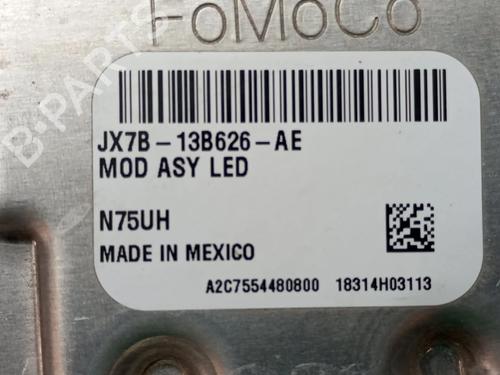 FoMoCo
JX7B-13B626-AE
MOD ASY LED
N75UH
MADE IN MEXICO
A2C7554480800 18314H03113
B-PARTS